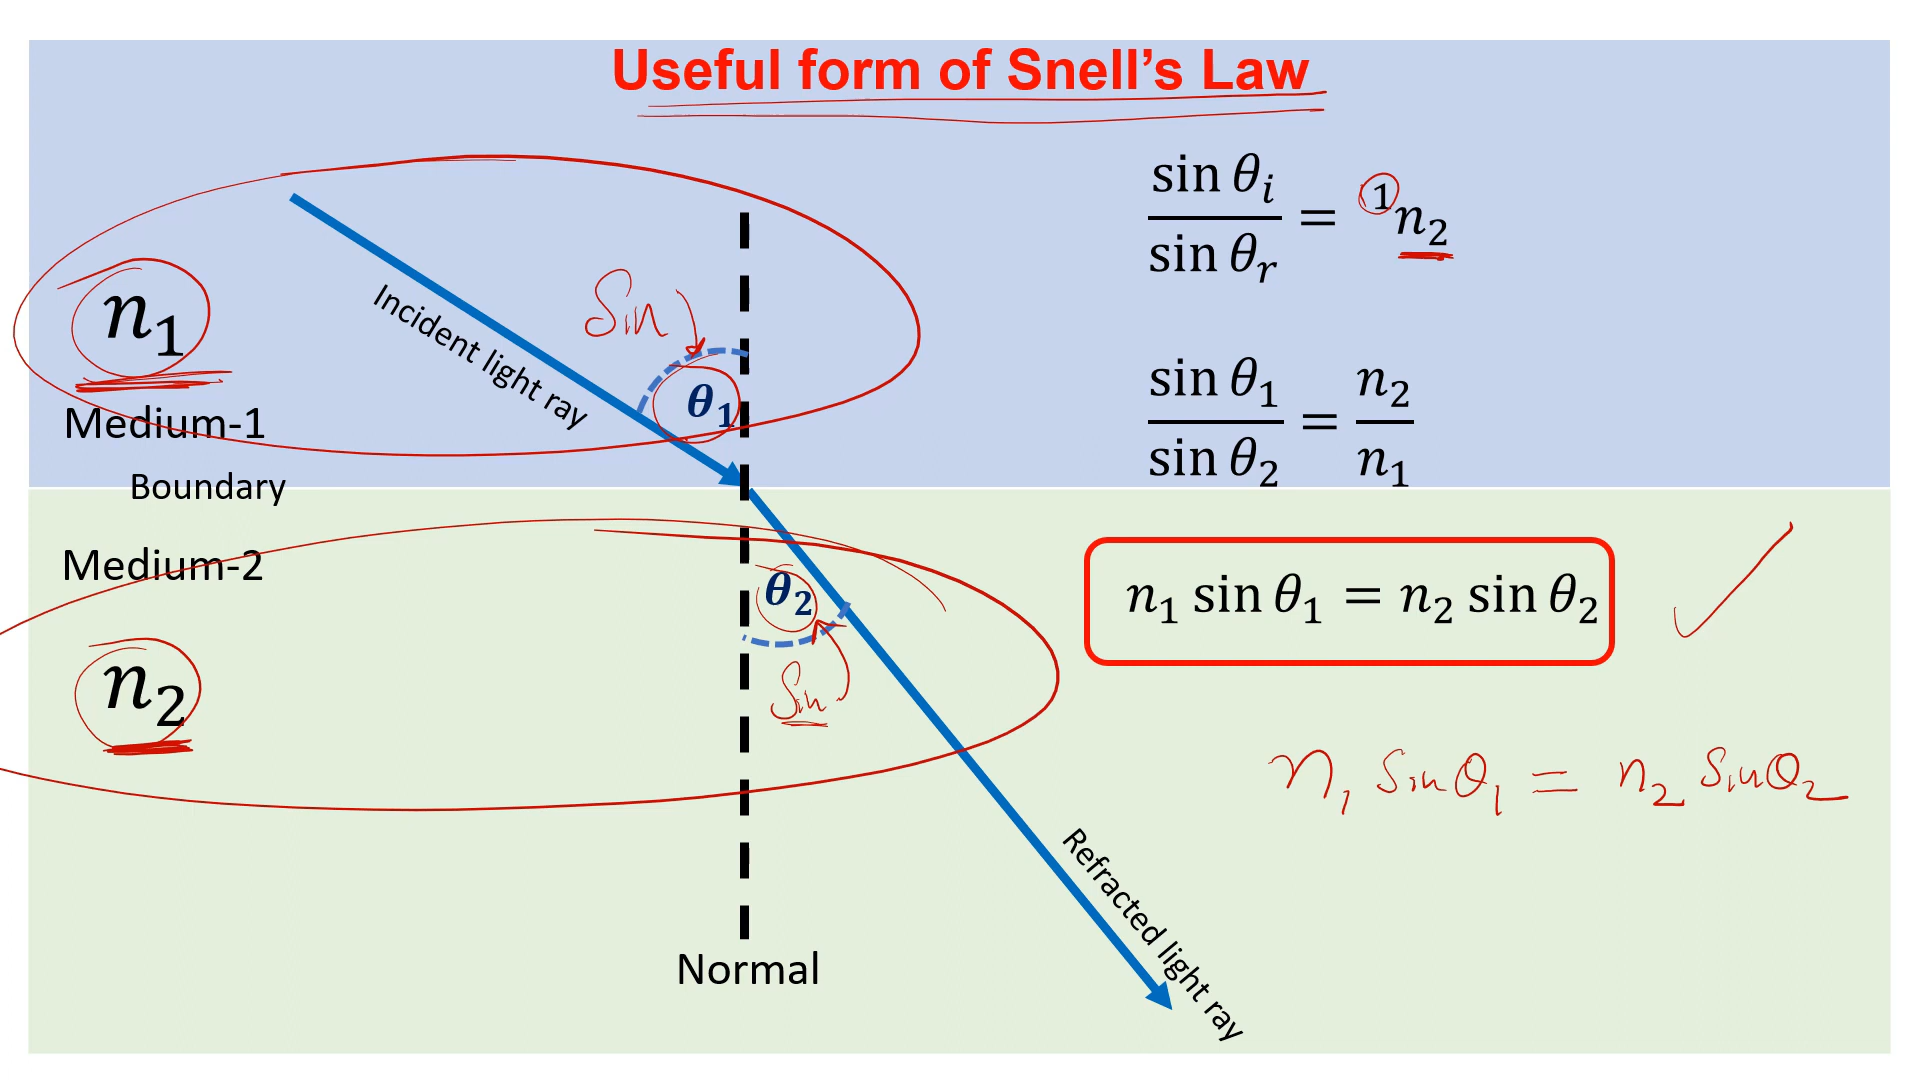 Useful form of Snell's Law
sin θi / sin θr = ¹n₂
n₁
Incident light ray
Sin
θ₁
Medium-1
sin θ₁ / sin θ₂ = n₂ / n₁
Boundary
Medium-2
θ₂
n₁ sin θ₁ = n₂ sin θ₂
n₂
Sin
n₁ Sinθ₁ = n₂ Sinθ₂
Refracted light ray
Normal